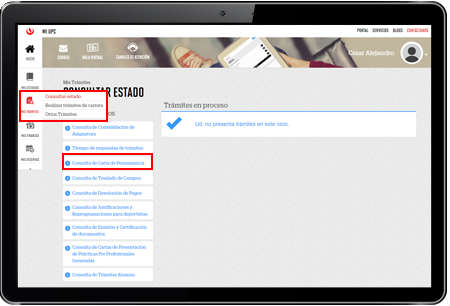 MI UPC
PORTAL SERVICIOS BLOGS CONTÁCTANOS
INICIO
CORREO
AULA VIRTUAL
CANALES DE ATENCIÓN
Cesar Alejandro
MIS ESTUDIOS
Mis Trámites
CONSULTAR ESTADO
Consultar estado
Realizar trámites de carrera
Otros Trámites
MIS TRÁMITES
MIS FINANZAS
MIS RESERVAS
Trámites en proceso
Ud. no presenta trámites en este ciclo.
Consulta de Convalidación de
Asignatura
Tiempo de respuestas de trámites
Consulta de Carta de Permanencia
Consulta de Traslado de Campus
Consulta de Devolución de Pagos
Consulta de Justificaciones y
Reprogramaciones para deportistas
Consulta de Emisión y Certificación
de documentos
Consulta de Cartas de Presentación
de Prácticas Pre Profesionales
Generadas
Consulta de Trámites Alumno